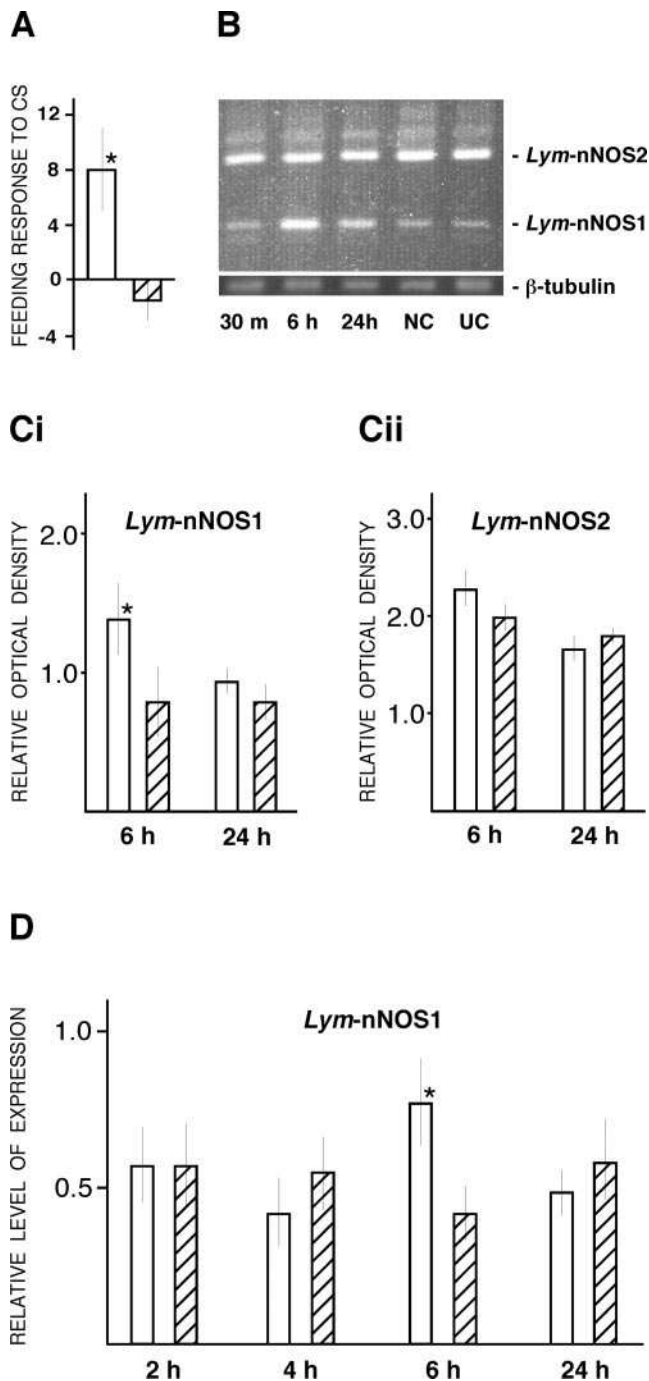 A
B
FEEDING RESPONSE TO CS
12
8
4
0
-4
*
- Lym-nNOS2
- Lym-nNOS1
- β-tubulin
30 m 6 h 24h NC UC
Ci
Cii
RELATIVE OPTICAL DENSITY
Lym-nNOS1
2.0
1.0
*
6 h 24 h
RELATIVE OPTICAL DENSITY
Lym-nNOS2
3.0
2.0
1.0
6 h 24 h
D
RELATIVE LEVEL OF EXPRESSION
Lym-nNOS1
1.0
0.5
*
2 h 4 h 6 h 24 h